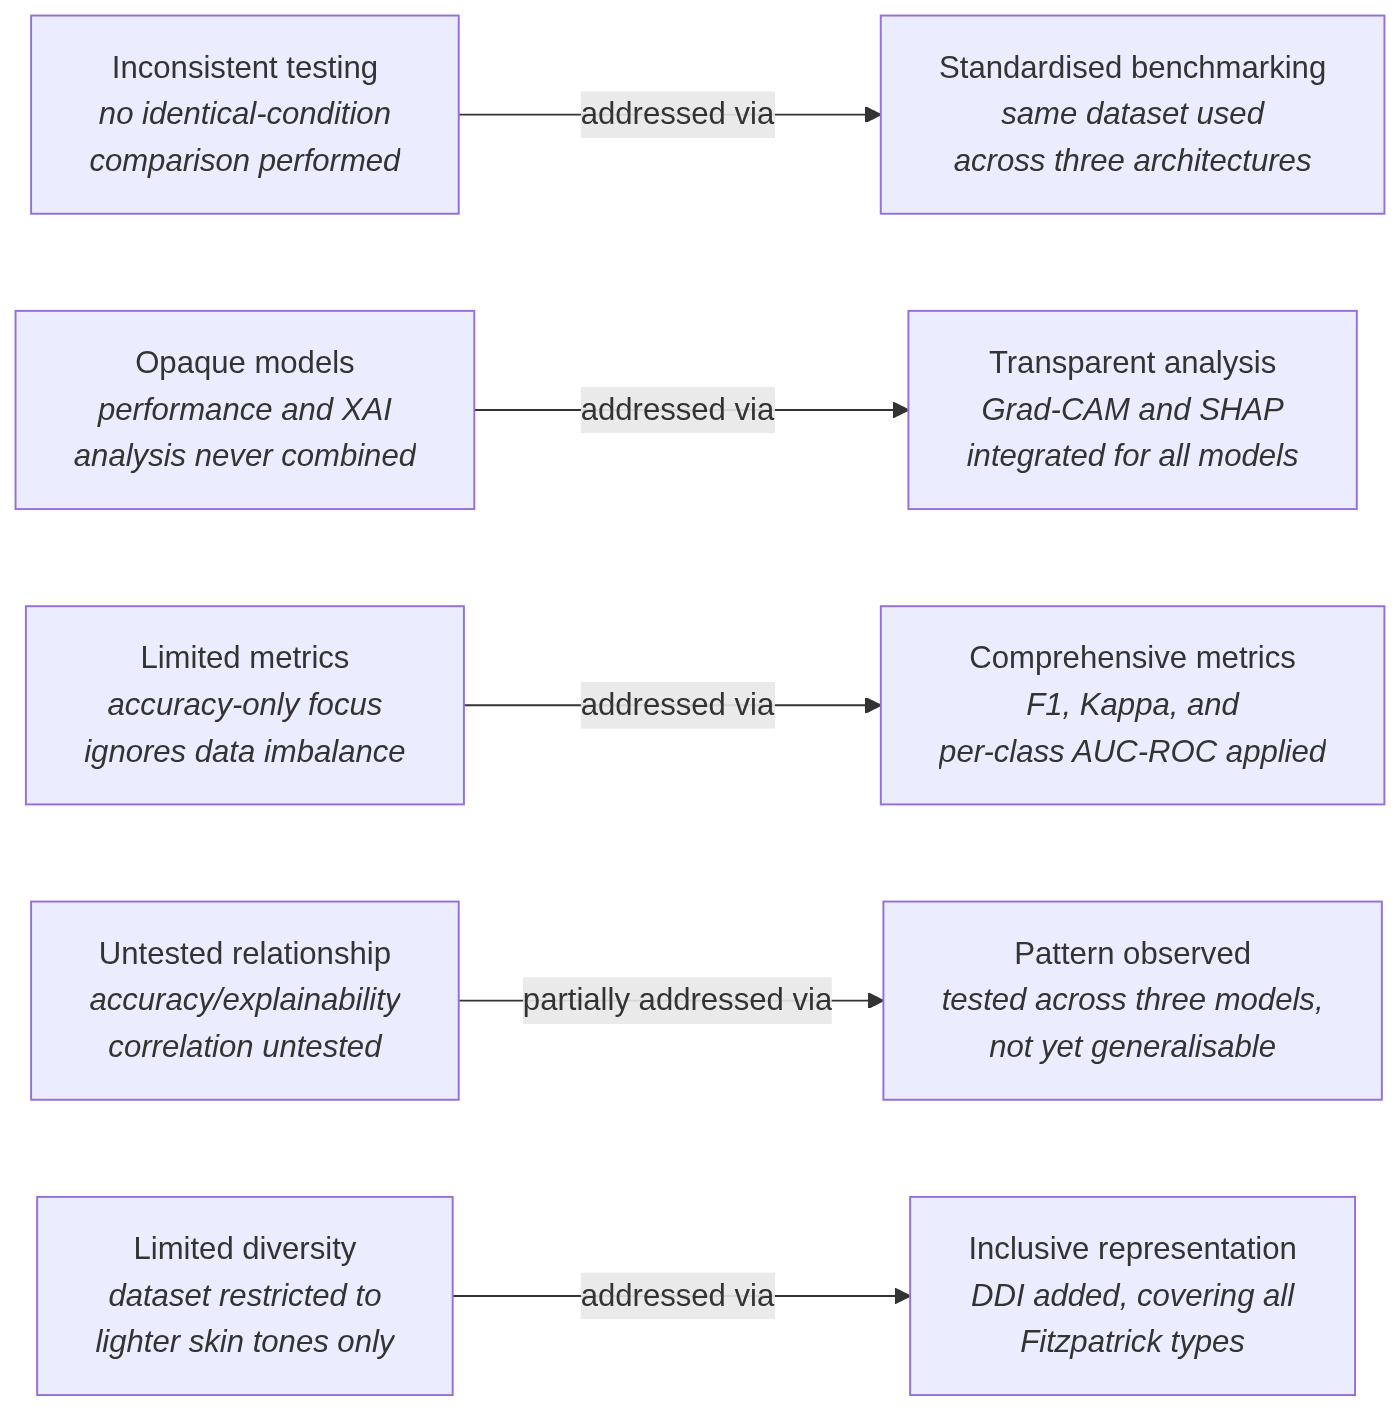 Inconsistent testing
no identical-condition
comparison performed
addressed via
Standardised benchmarking
same dataset used
across three architectures
Opaque models
performance and XAI
analysis never combined
addressed via
Transparent analysis
Grad-CAM and SHAP
integrated for all models
Limited metrics
accuracy-only focus
ignores data imbalance
addressed via
Comprehensive metrics
F1, Kappa, and
per-class AUC-ROC applied
Untested relationship
accuracy/explainability
correlation untested
partially addressed via
Pattern observed
tested across three models,
not yet generalisable
Limited diversity
dataset restricted to
lighter skin tones only
addressed via
Inclusive representation
DDI added, covering all
Fitzpatrick types